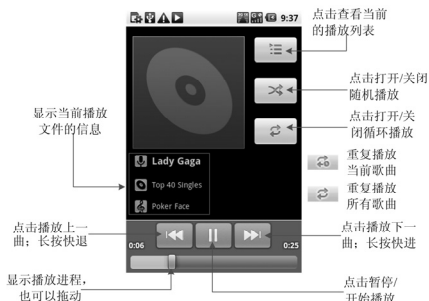 9:37
点击查看当前
的播放列表
点击打开/关闭
随机播放
点击打开/关
闭循环播放
显示当前播放
文件的信息
重复播放
当前歌曲
重复播放
所有歌曲
Lady Gaga
Top 40 Singles
Poker Face
点击播放上一
曲；长按快退
点击播放下一
曲；长按快进
0:06
0:25
显示播放进程，
也可以拖动
点击暂停/
开始播放